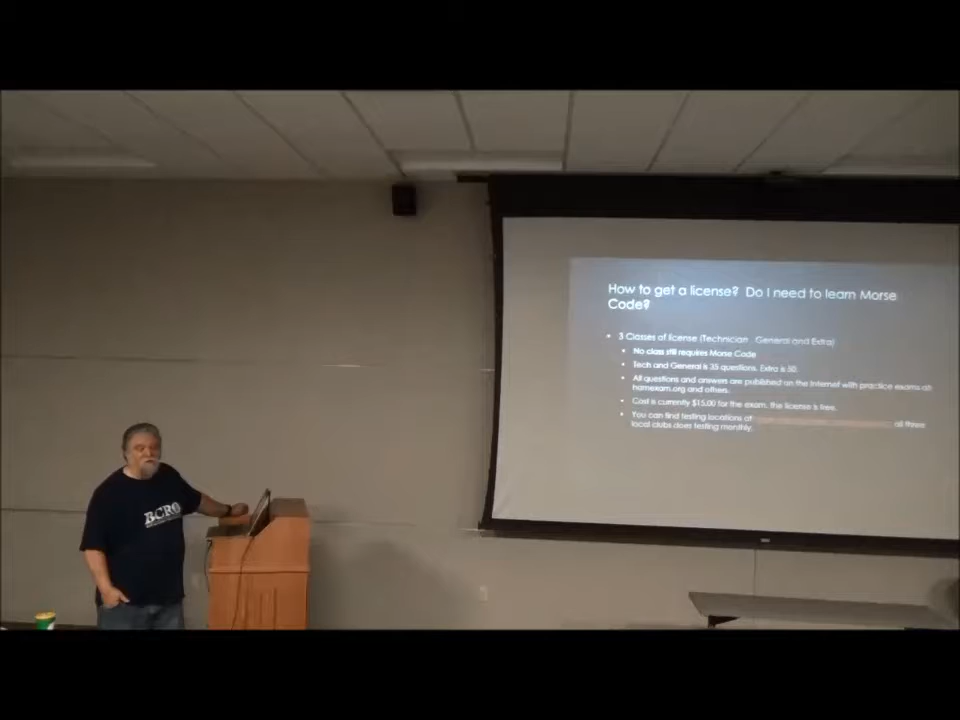 How to get a license? Do I need to learn Morse
Code?
• 3 Classes of license (Technician General and Extra)
• No class still requires Morse Code
• Tech and General is 35 questions. Extra is 50.
• All questions and answers are published on the Internet with practice exams at:
hamexam.org and others.
• Cost is currently $15.00 for the exam, the license is free.
• You can find testing locations at
all three
local clubs does testing monthly.
BCRO